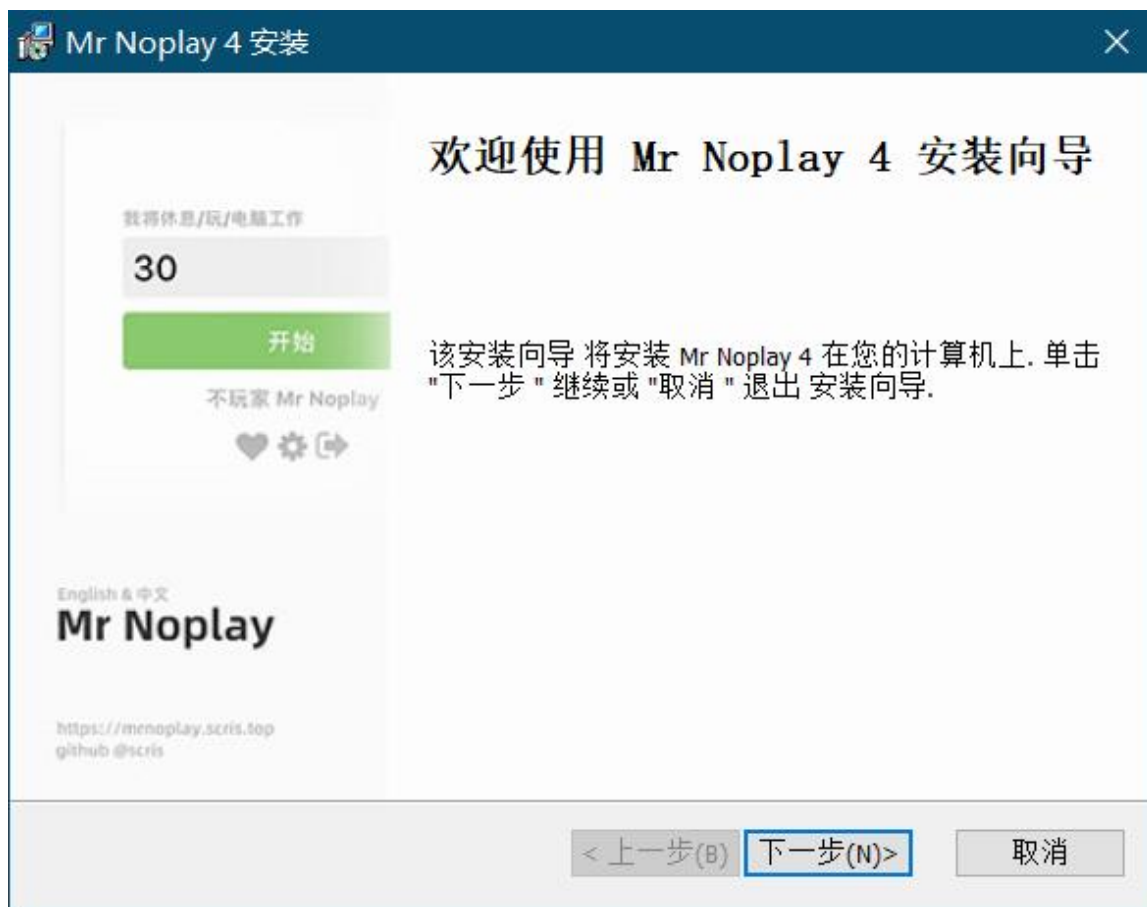 Mr Noplay 4 安装
我将休息/玩/电脑工作
30
开始
不玩家 Mr Noplay
English & 中文
Mr Noplay
https://mrnoplay.scris.top
github @scris
欢迎使用 Mr Noplay 4 安装向导
该安装向导 将安装 Mr Noplay 4 在您的计算机上. 单击
"下一步 " 继续或 "取消 " 退出 安装向导.
< 上一步(B)
下一步(N)>
取消